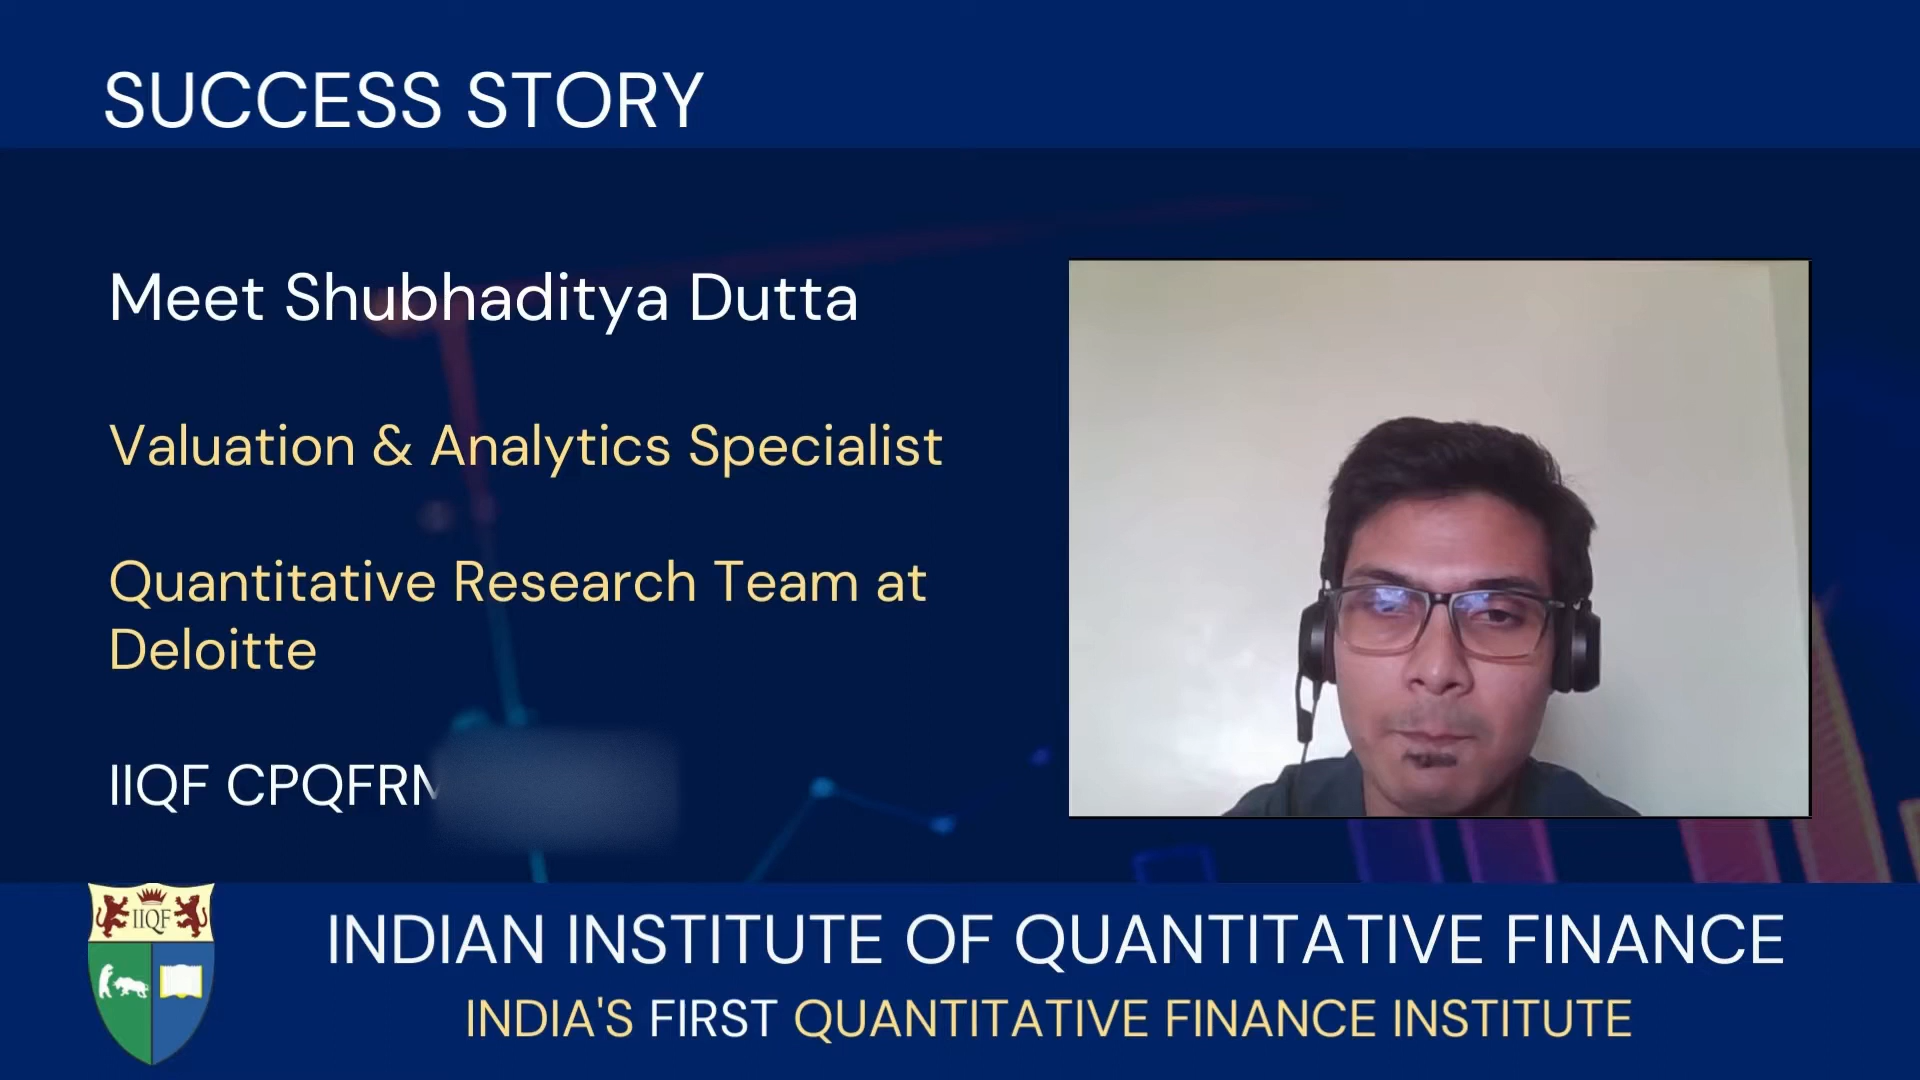 SUCCESS STORY
Meet Shubhaditya Dutta
Valuation & Analytics Specialist
Quantitative Research Team at
Deloitte
IIQF
IIQF
INDIAN INSTITUTE OF QUANTITATIVE FINANCE
INDIA'S FIRST QUANTITATIVE FINANCE INSTITUTE